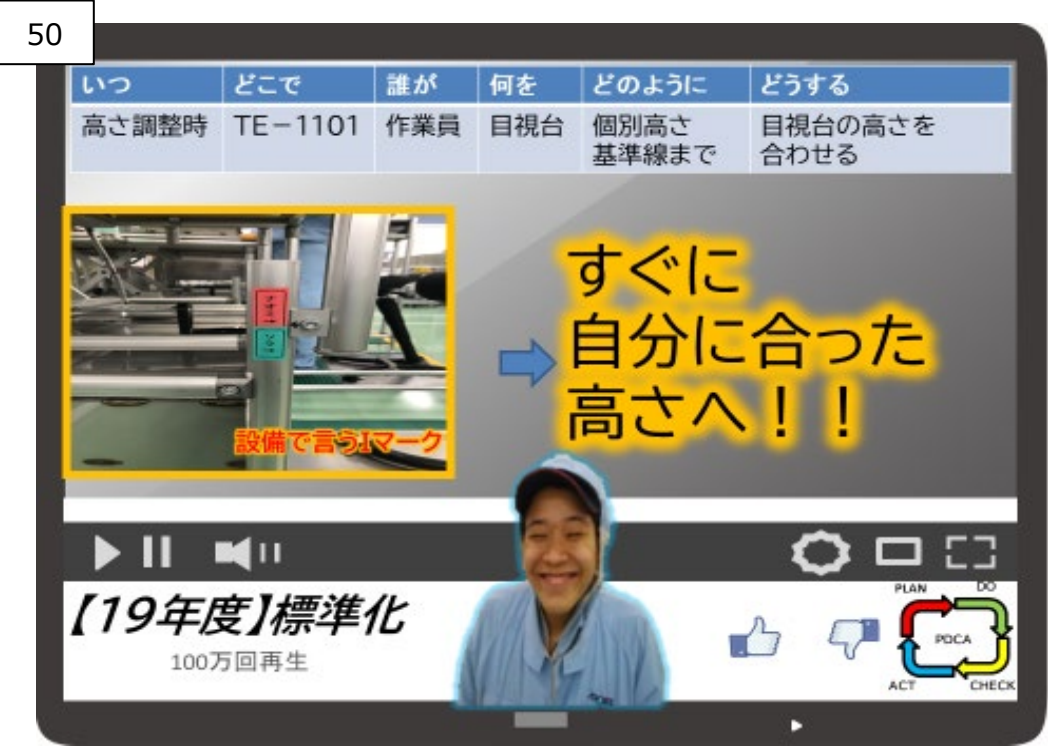 50
いつ どこで 誰が 何を どのように どうする
高さ調整時 TE－1101 作業員 目視台 個別高さ 目視台の高さを
基準線まで 合わせる
すぐに
自分に合った
高さへ！！
設備で言うIマーク
【19年度】標準化
100万回再生
PLAN DO
PDCA
ACT CHECK